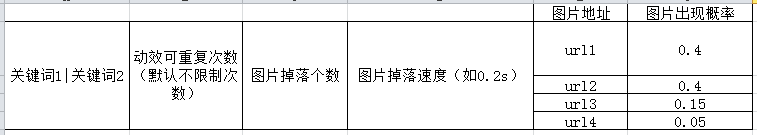 图片地址 图片出现概率
关键词1|关键词2
动效可重复次数
（默认不限制次
数）
图片掉落个数
图片掉落速度（如0.2s）
url1 0.4
url2 0.4
url3 0.15
url4 0.05